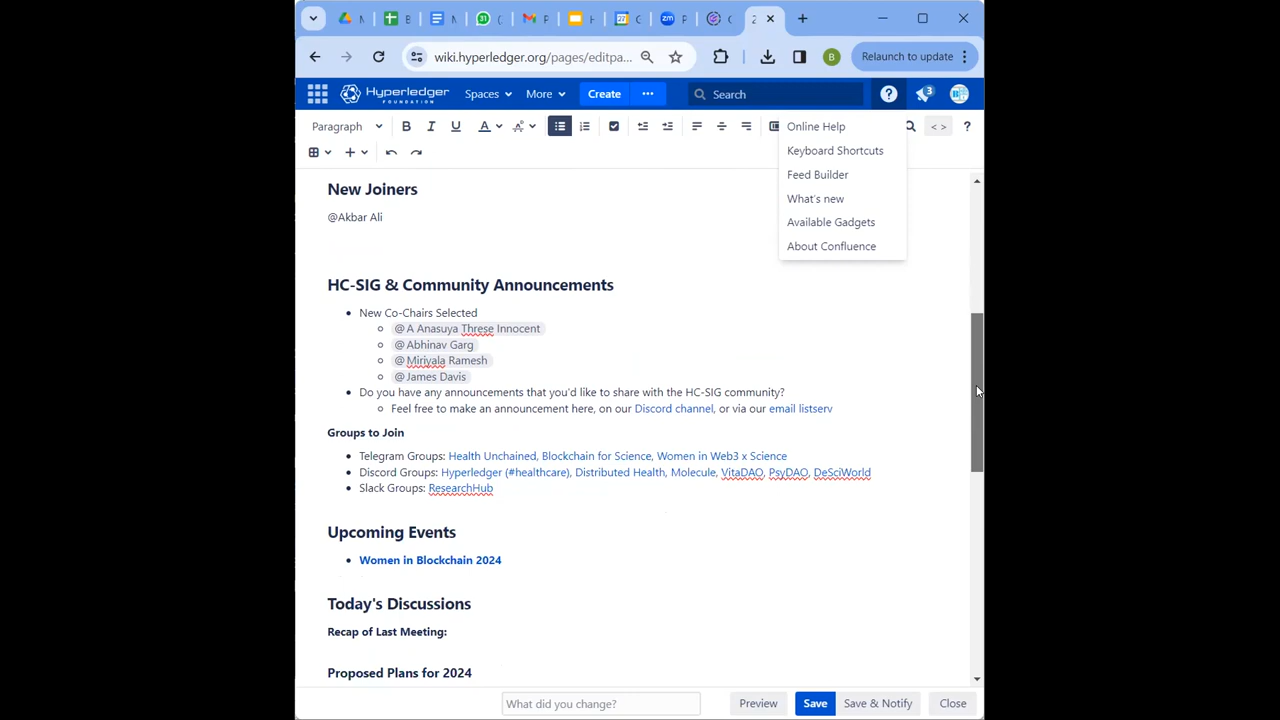 wiki.hyperledger.org/pages/editpa...
B
Relaunch to update
HYPERLEDGER
FOUNDATION
Spaces
More
Create
Search
3
Paragraph
Online Help
Keyboard Shortcuts
Feed Builder
What's new
Available Gadgets
About Confluence
New Joiners
@Akbar Ali
HC-SIG & Community Announcements
New Co-Chairs Selected
@A Anasuya Threse Innocent
@Abhinav Garg
@Miriyala Ramesh
@James Davis
Do you have any announcements that you'd like to share with the HC-SIG community?
Feel free to make an announcement here, on our Discord channel, or via our email listserv
Groups to Join
Telegram Groups: Health Unchained, Blockchain for Science, Women in Web3 x Science
Discord Groups: Hyperledger (#healthcare), Distributed Health, Molecule, VitaDAO, PsyDAO, DeSciWorld
Slack Groups: ResearchHub
Upcoming Events
Women in Blockchain 2024
Today's Discussions
Recap of Last Meeting:
Proposed Plans for 2024
What did you change?
Preview
Save
Save & Notify
Close